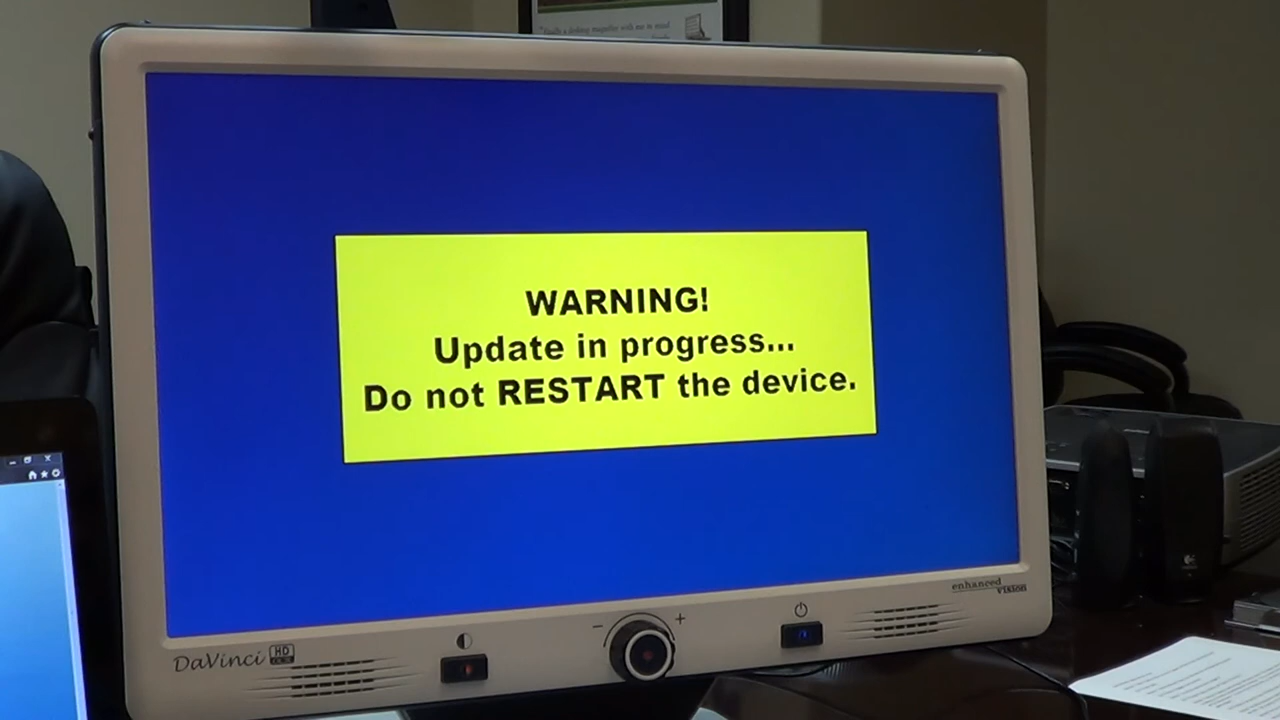 WARNING!
Update in progress...
Do not RESTART the device.
enhanced
vision
DaVinci HD